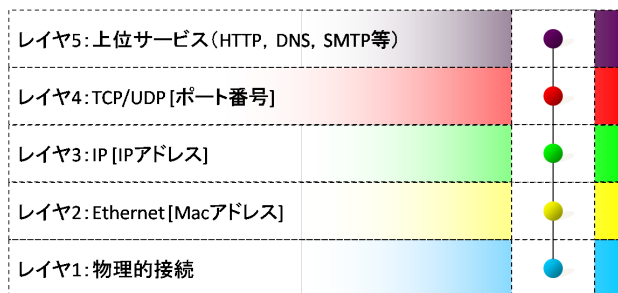 レイヤ5:上位サービス(HTTP, DNS, SMTP等)
レイヤ4:TCP/UDP[ポート番号]
レイヤ3:IP[IPアドレス]
レイヤ2:Ethernet[Macアドレス]
レイヤ1:物理的接続